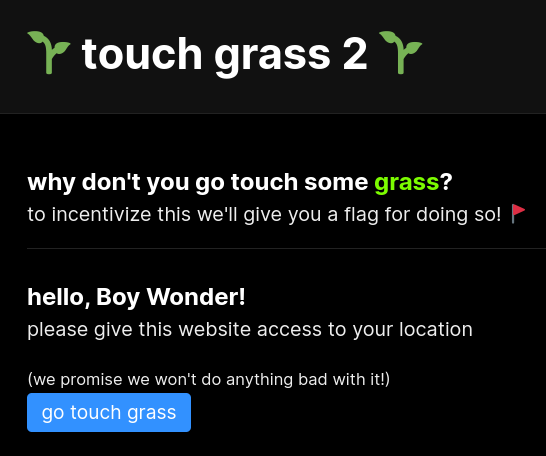 🌱 touch grass 2 🌱
why don't you go touch some grass?
to incentivize this we'll give you a flag for doing so! 🚩
hello, Boy Wonder!
please give this website access to your location
(we promise we won't do anything bad with it!)
go touch grass